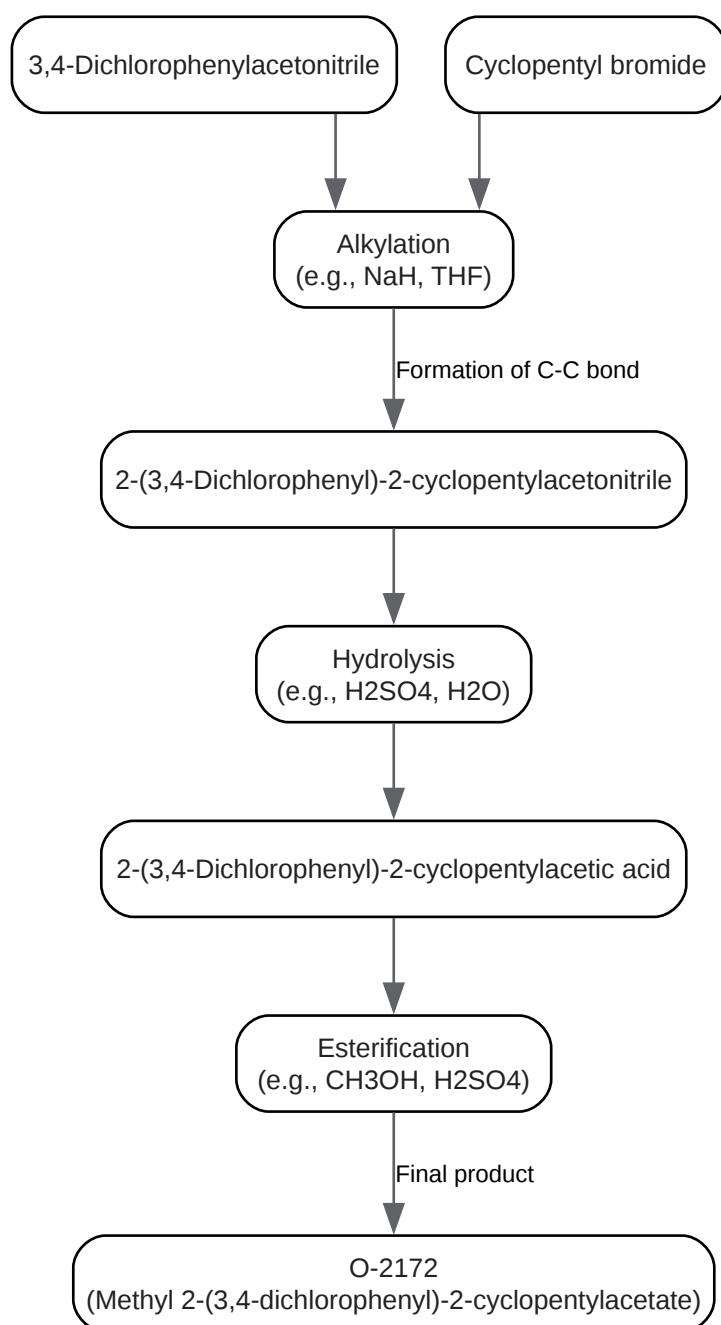 3,4-Dichlorophenylacetonitrile
Cyclopentyl bromide
Alkylation
(e.g., NaH, THF)
Formation of C-C bond
2-(3,4-Dichlorophenyl)-2-cyclopentylacetonitrile
Hydrolysis
(e.g., H2SO4, H2O)
2-(3,4-Dichlorophenyl)-2-cyclopentylacetic acid
Esterification
(e.g., CH3OH, H2SO4)
Final product
O-2172
(Methyl 2-(3,4-dichlorophenyl)-2-cyclopentylacetate)